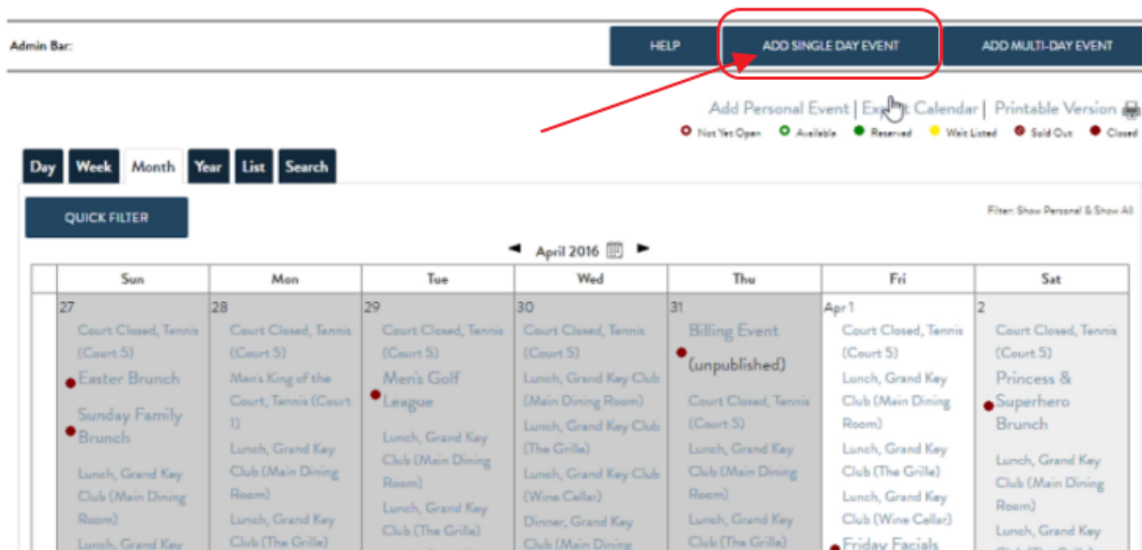 Admin Bar:
HELP
ADD SINGLE DAY EVENT
ADD MULTI-DAY EVENT
Add Personal Event | Export Calendar | Printable Version
Not Yet Open
Available
Reserved
Wait Listed
Sold Out
Closed
Day
Week
Month
Year
List
Search
QUICK FILTER
Filter: Show Personal & Show All
April 2016
Sun
Mon
Tue
Wed
Thu
Fri
Sat
27
Court Closed, Tennis
(Court 5)
Easter Brunch
Sunday Family
Brunch
Lunch, Grand Key
Club (Main Dining
Room)
Lunch, Grand Key
28
Court Closed, Tennis
(Court 5)
Men's King of the
Court, Tennis (Court
1)
Lunch, Grand Key
Club (Main Dining
Room)
Lunch, Grand Key
Club (The Grille)
29
Court Closed, Tennis
(Court 5)
Men's Golf
League
Lunch, Grand Key
Club (Main Dining
Room)
Lunch, Grand Key
Club (The Grille)
30
Court Closed, Tennis
(Court 5)
Lunch, Grand Key Club
(Main Dining Room)
Lunch, Grand Key Club
(The Grille)
Lunch, Grand Key Club
(Wine Cellar)
Dinner, Grand Key
Club (Main Dining
31
Billing Event
(unpublished)
Court Closed, Tennis
(Court 5)
Lunch, Grand Key
Club (Main Dining
Room)
Lunch, Grand Key
Club (The Grille)
Apr 1
Court Closed, Tennis
(Court 5)
Lunch, Grand Key
Club (Main Dining
Room)
Lunch, Grand Key
Club (The Grille)
Lunch, Grand Key
Club (Wine Cellar)
Friday Facials
2
Court Closed, Tennis
(Court 5)
Princess &
Superhero
Brunch
Lunch, Grand Key
Club (Main Dining
Room)
Lunch, Grand Key